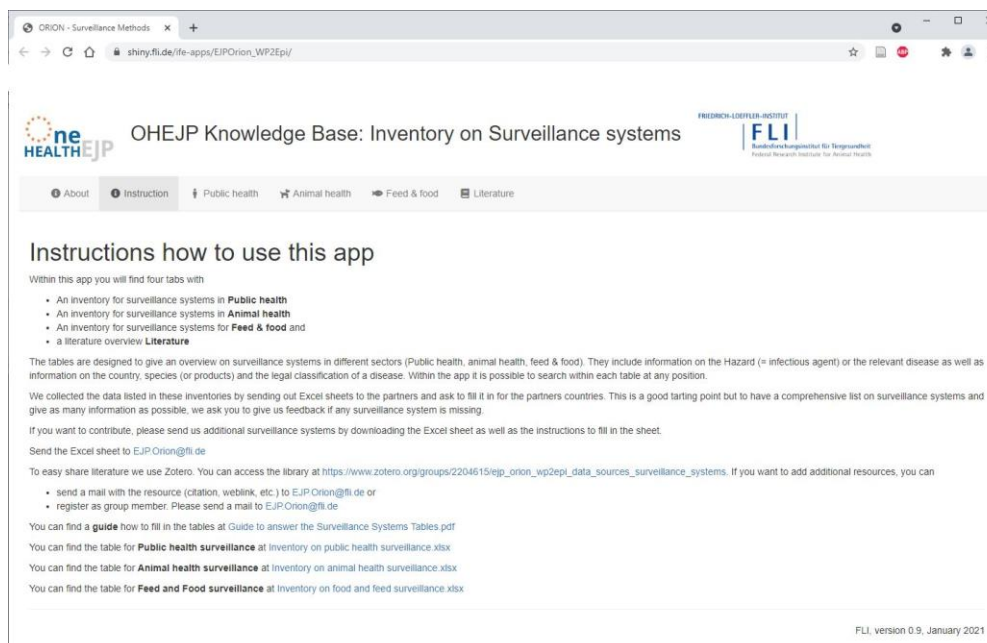 ORION - Surveillance Methods
shiny.fli.de/ife-apps/EJPOrion_WP2Epi/
ABP
One
HEALTH EJP
OHEJP Knowledge Base: Inventory on Surveillance systems
FRIEDRICH-LOEFFLER-INSTITUT
FLI
Bundesforschungsinstitut für Tiergesundheit
Federal Research Institute for Animal Health
About Instruction Public health Animal health Feed & food Literature
Instructions how to use this app
Within this app you will find four tabs with
• An inventory for surveillance systems in Public health
• An inventory for surveillance systems in Animal health
• An inventory for surveillance systems for Feed & food and
• a literature overview Literature
The tables are designed to give an overview on surveillance systems in different sectors (Public health, animal health, feed & food). They include information on the Hazard (= infectious agent) or the relevant disease as well as
information on the country, species (or products) and the legal classification of a disease. Within the app it is possible to search within each table at any position.
We collected the data listed in these inventories by sending out Excel sheets to the partners and ask to fill it in for the partners countries. This is a good tarting point but to have a comprehensive list on surveillance systems and
give as many information as possible, we ask you to give us feedback if any surveillance system is missing.
If you want to contribute, please send us additional surveillance systems by downloading the Excel sheet as well as the instructions to fill in the sheet.
Send the Excel sheet to EJP.Orion@fli.de
To easy share literature we use Zotero. You can access the library at https://www.zotero.org/groups/2204615/ejp_orion_wp2epi_data_sources_surveillance_systems. If you want to add additional resources, you can
• send a mail with the resource (citation, weblink, etc.) to EJP.Orion@fli.de or
• register as group member. Please send a mail to EJP.Orion@fli.de
You can find a guide how to fill in the tables at Guide to answer the Surveillance Systems Tables.pdf
You can find the table for Public health surveillance at Inventory on public health surveillance.xlsx
You can find the table for Animal health surveillance at Inventory on animal health surveillance.xlsx
You can find the table for Feed and Food surveillance at Inventory on food and feed surveillance.xlsx
FLI, version 0.9, January 2021